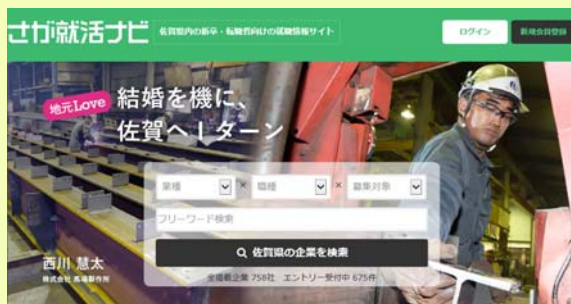 さが就活ナビ
佐賀県内の新卒・転職者向けの就職情報サイト
ログイン
新規会員登録
地元Love
結婚を機に、
佐賀へIターン
業種 × 職種 × 募集対象
フリーワード検索
佐賀県の企業を検索
全掲載企業 758社 エントリー受付中 675件
西川 慧太
株式会社 馬場製作所